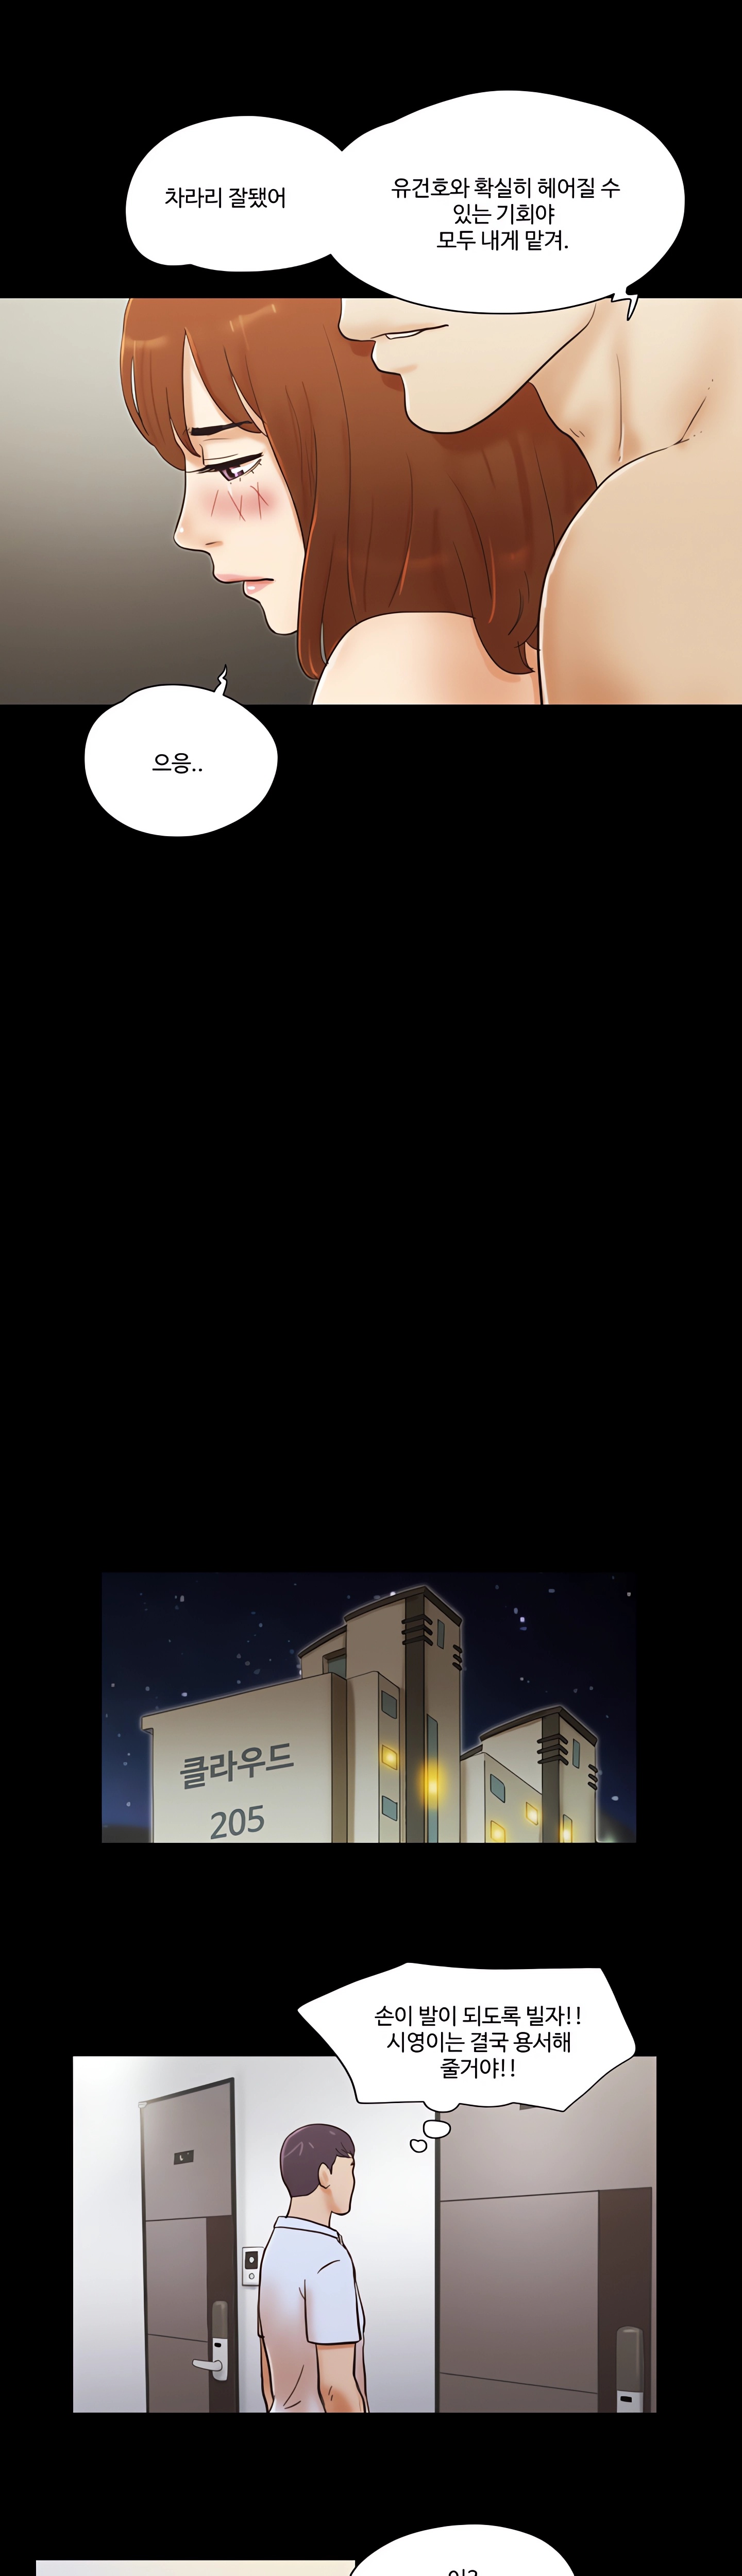 차라리 잘됐어
유건호와 확실히 헤어질 수
있는 기회야
모두 내게 맡겨.
으응..
클라우드
205
손이 발이 되도록 빌자!!
시영이는 결국 용서해
줄거야!!